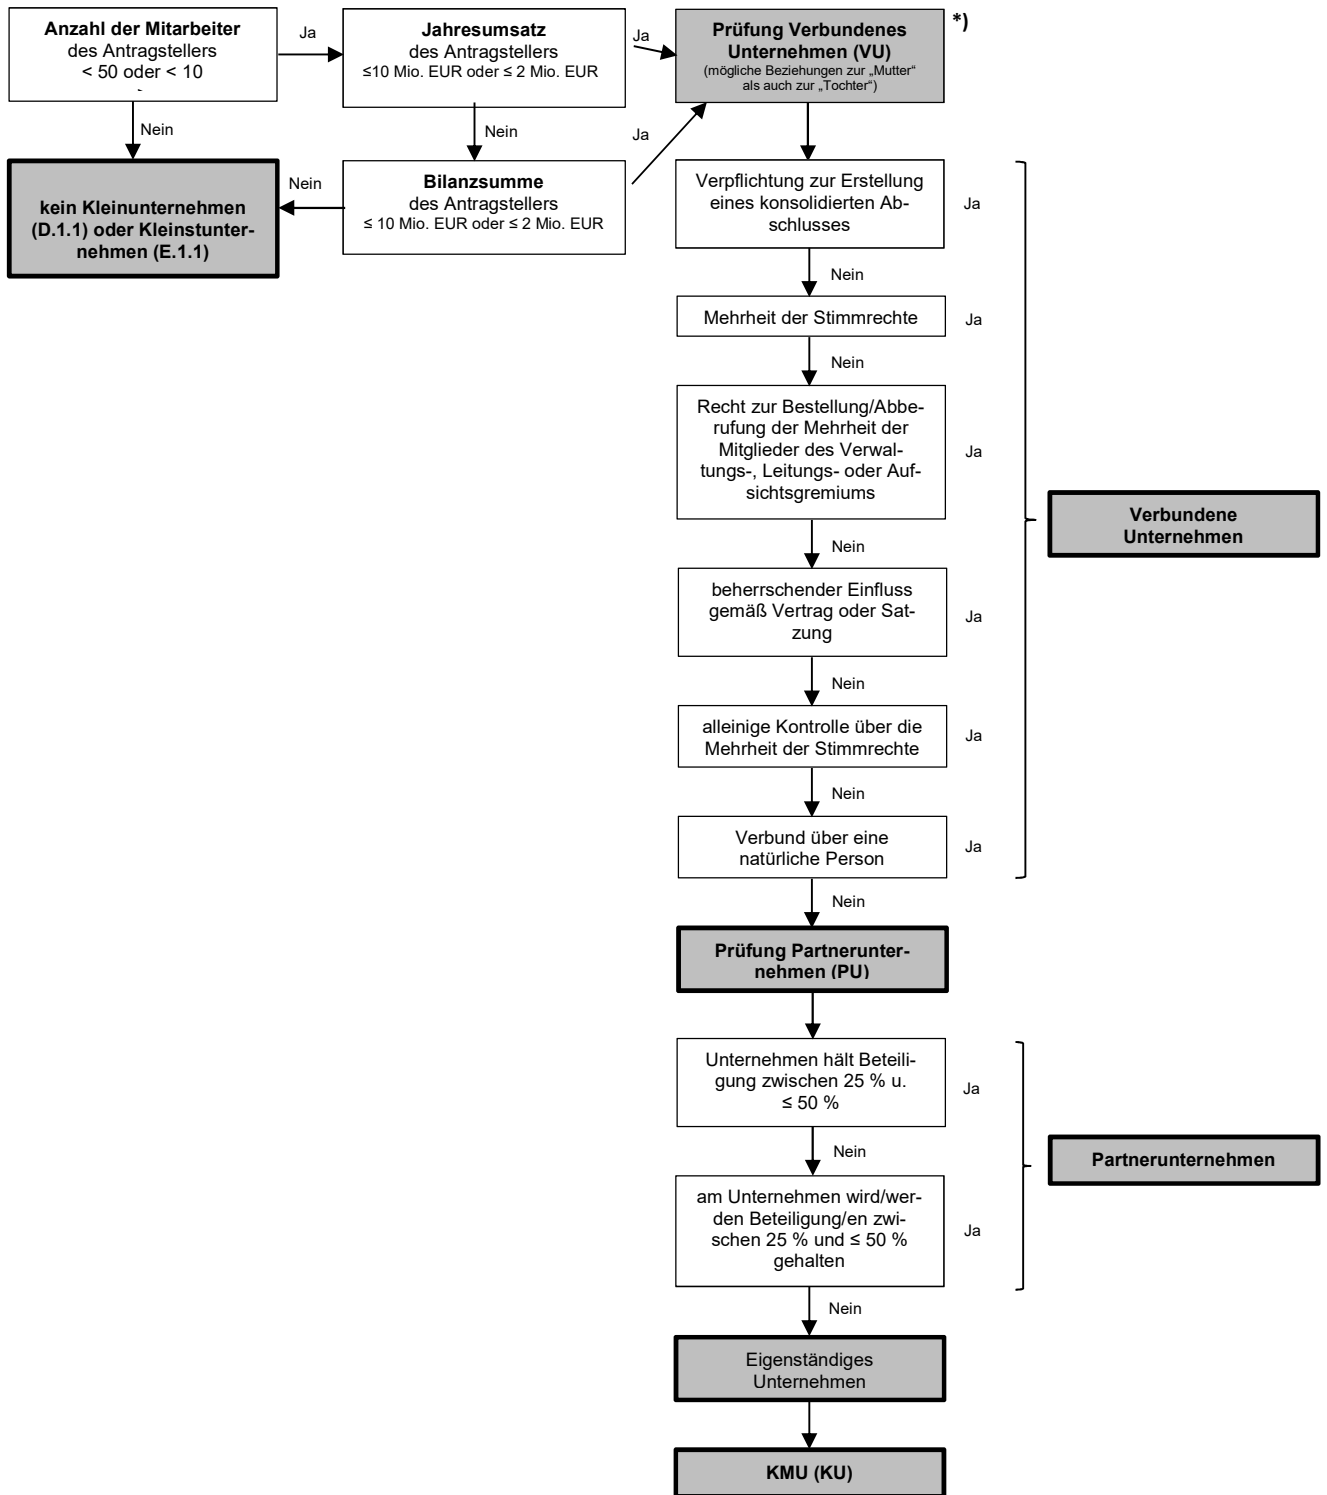 Anzahl der Mitarbeiter
des Antragstellers
< 50 oder < 10
Ja
Jahresumsatz
des Antragstellers
≤10 Mio. EUR oder ≤ 2 Mio. EUR
Ja
Prüfung Verbundenes
Unternehmen (VU)
(mögliche Beziehungen zur „Mutter“
als auch zur „Tochter“)
*)
Nein
Nein
Ja
kein Kleinunternehmen
(D.1.1) oder Kleinstunter-
nehmen (E.1.1)
Nein
Bilanzsumme
des Antragstellers
≤ 10 Mio. EUR oder ≤ 2 Mio. EUR
Verpflichtung zur Erstellung
eines konsolidierten Ab-
schlusses
Ja
Nein
Mehrheit der Stimmrechte
Ja
Nein
Recht zur Bestellung/Abbe-
rufung der Mehrheit der
Mitglieder des Verwal-
tungs-, Leitungs- oder Auf-
sichtsgremiums
Ja
Verbundene
Unternehmen
Nein
beherrschender Einfluss
gemäß Vertrag oder Sat-
zung
Ja
Nein
alleinige Kontrolle über die
Mehrheit der Stimmrechte
Ja
Nein
Verbund über eine
natürliche Person
Ja
Nein
Prüfung Partnerunter-
nehmen (PU)
Unternehmen hält Beteili-
gung zwischen 25 % u.
≤ 50 %
Ja
Nein
Partnerunternehmen
am Unternehmen wird/wer-
den Beteiligung/en zwi-
schen 25 % und ≤ 50 %
gehalten
Ja
Nein
Eigenständiges
Unternehmen
KMU (KU)